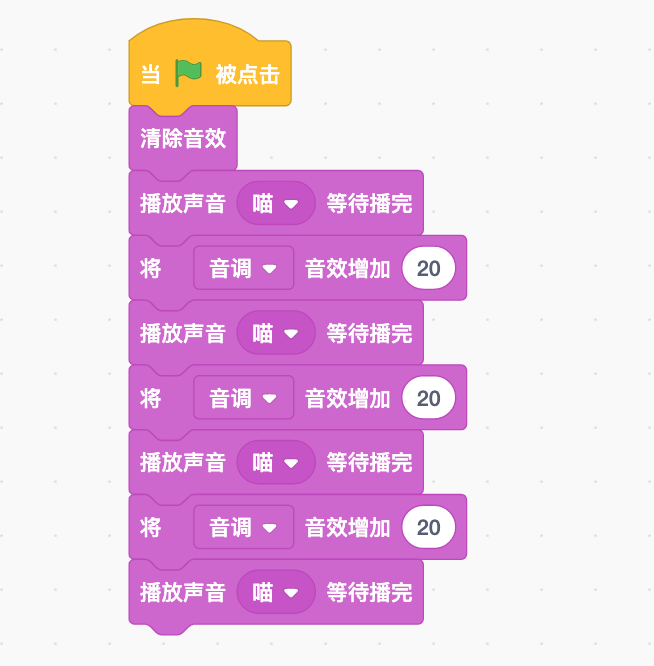 当 被点击
清除音效
播放声音 喵 等待播完
将 音调 音效增加 20
播放声音 喵 等待播完
将 音调 音效增加 20
播放声音 喵 等待播完
将 音调 音效增加 20
播放声音 喵 等待播完